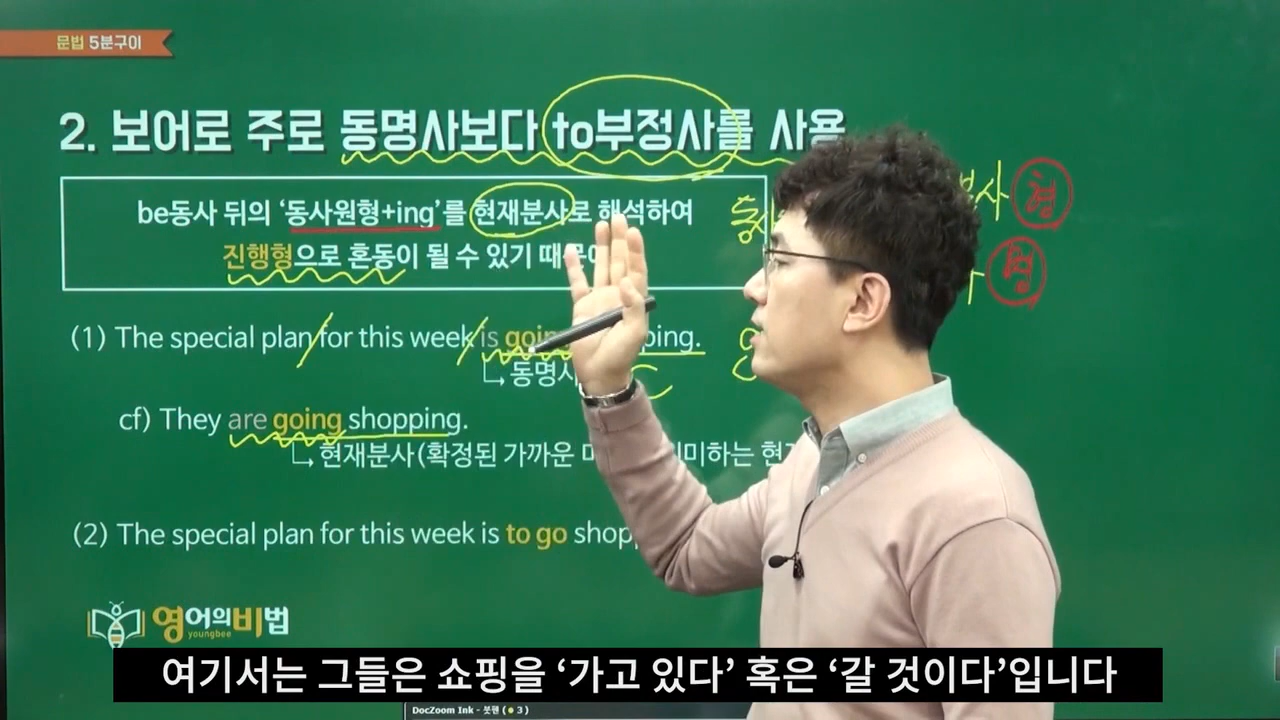 문법 5분구이
2. 보어로 주로 동명사보다 to부정사를 사용
be동사 뒤의 ‘동사원형+ing’를 현재분사로 해석하여
진행형으로 혼동이 될 수 있기
형
형
(1) The special plan for this week is going
동명사
C
cf) They are going shopping.
현재분사(확정된 가까운
(2) The special plan for this week is to go
영어의비법
youngbee
여기서는 그들은 쇼핑을 ‘가고 있다’ 혹은 ‘갈 것이다’입니다
DocZoom Ink - 붓펜 ( 3 )